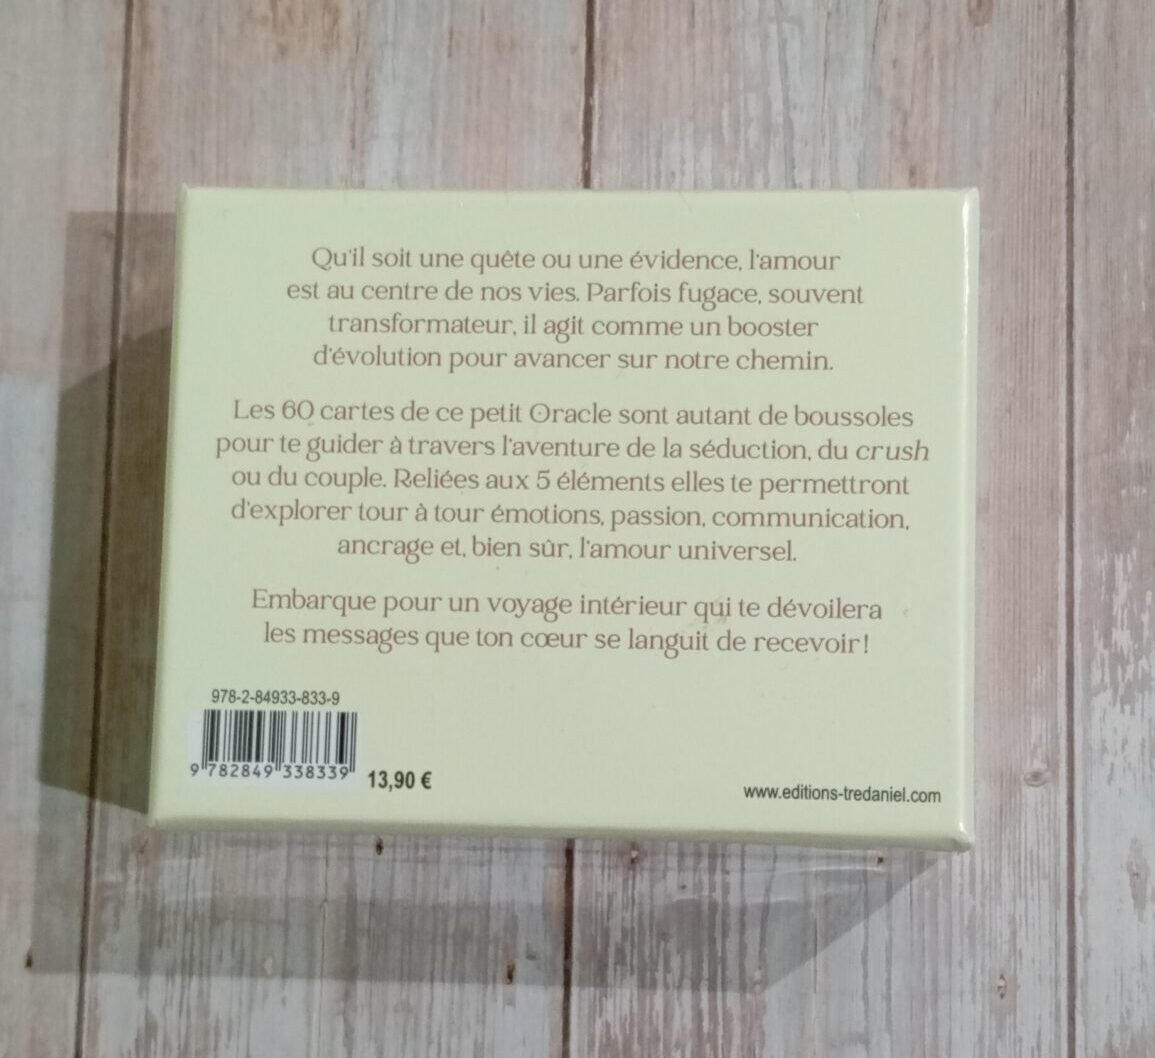 Qu'il soit une quête ou une évidence, l'amour
est au centre de nos vies. Parfois fugace, souvent
transformateur, il agit comme un booster
d'évolution pour avancer sur notre chemin.
Les 60 cartes de ce petit Oracle sont autant de boussoles
pour te guider à travers l'aventure de la séduction, du crush
ou du couple. Reliées aux 5 éléments elles te permettront
d'explorer tour à tour émotions, passion, communication,
ancrage et, bien sûr, l'amour universel.
Embarque pour un voyage intérieur qui te dévoilera
les messages que ton cœur se languit de recevoir!
978-2-84933-833-9
9 782849 338339
13,90 €
www.editions-tredaniel.com